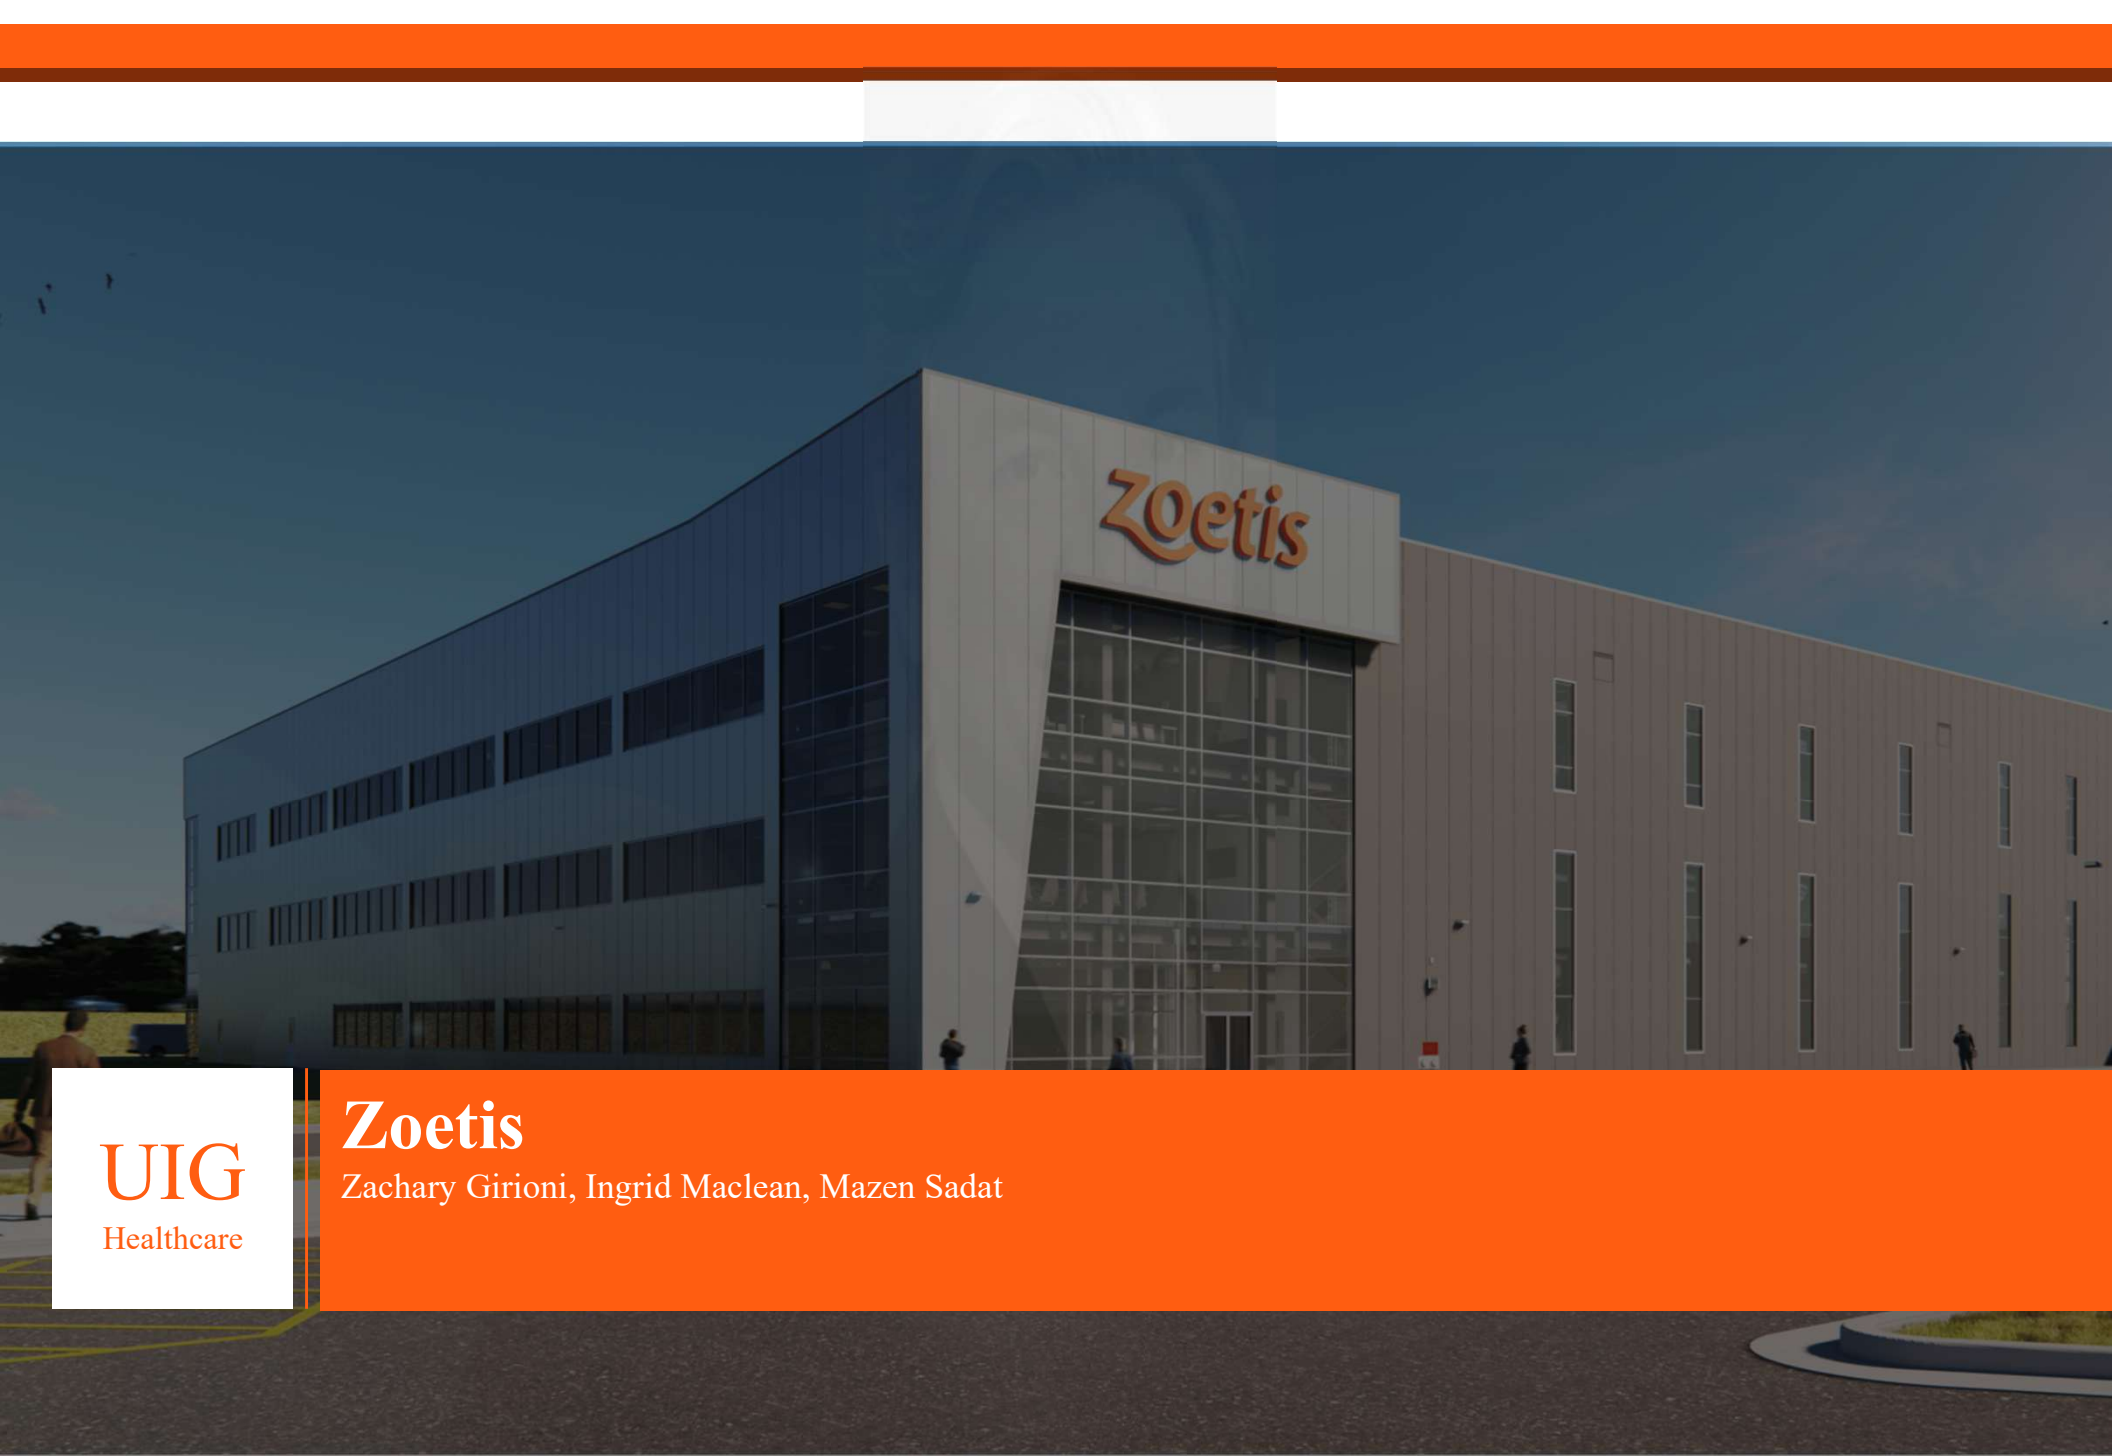 zoetis
UIG
Healthcare
Zoetis
Zachary Girioni, Ingrid Maclean, Mazen Sadat